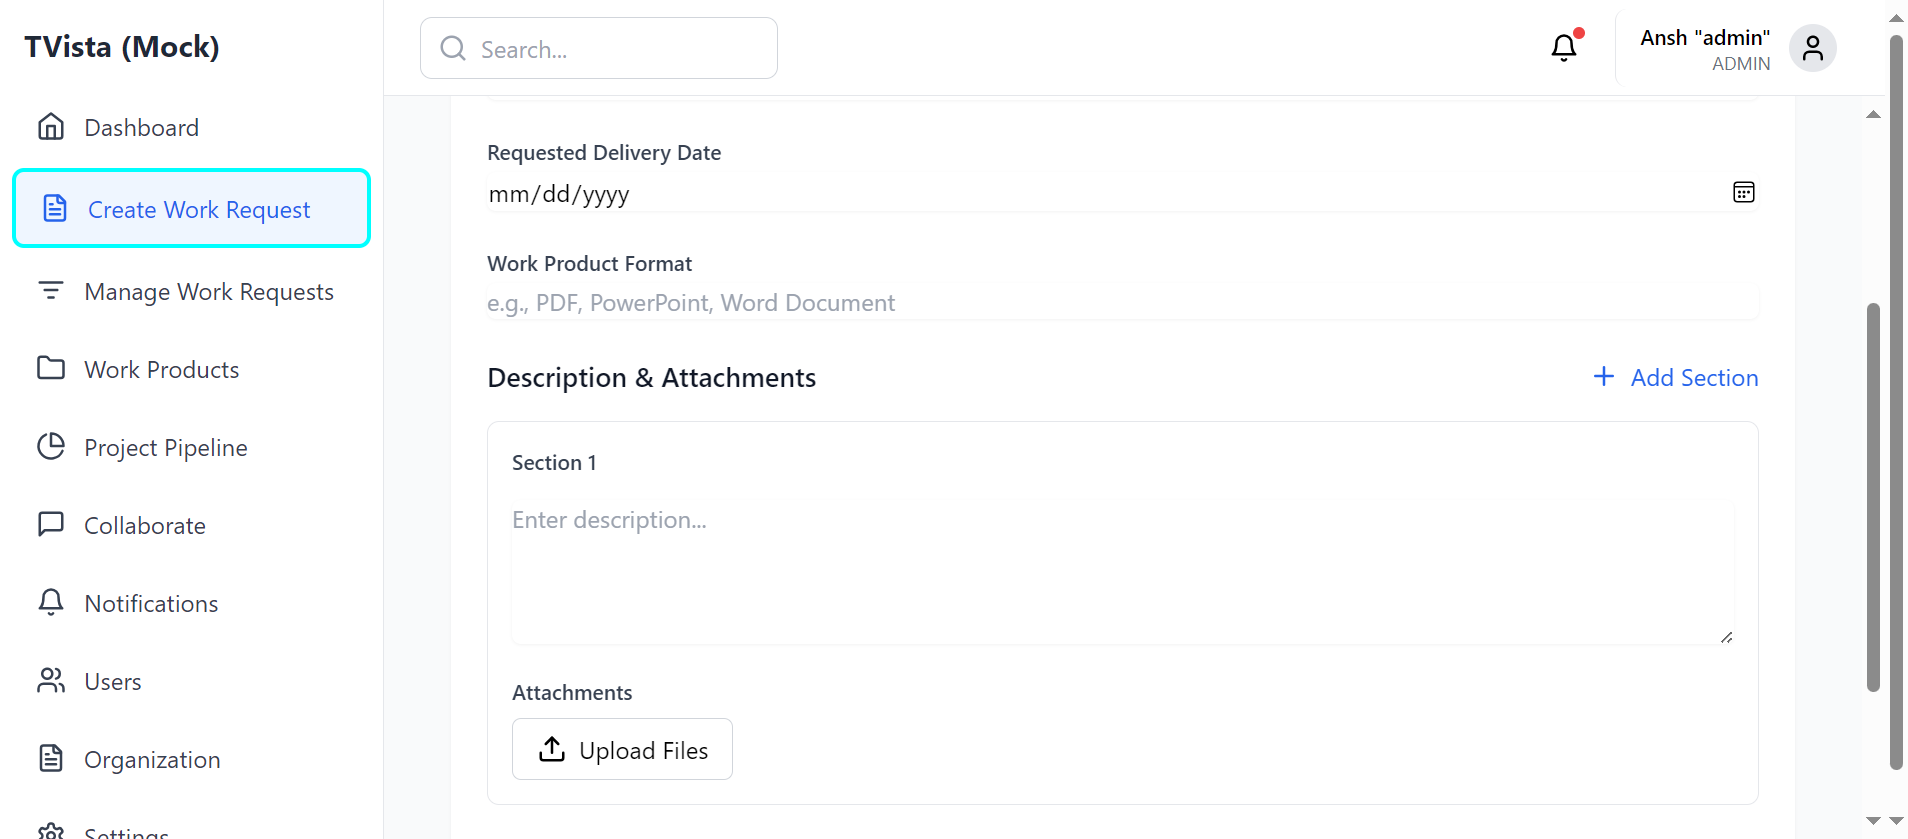 TVista (Mock)
Search...
Ansh "admin"
ADMIN
Dashboard
Create Work Request
Manage Work Requests
Work Products
Project Pipeline
Collaborate
Notifications
Users
Organization
Settings
Requested Delivery Date
mm/dd/yyyy
Work Product Format
e.g., PDF, PowerPoint, Word Document
Description & Attachments
Add Section
Section 1
Enter description...
Attachments
Upload Files